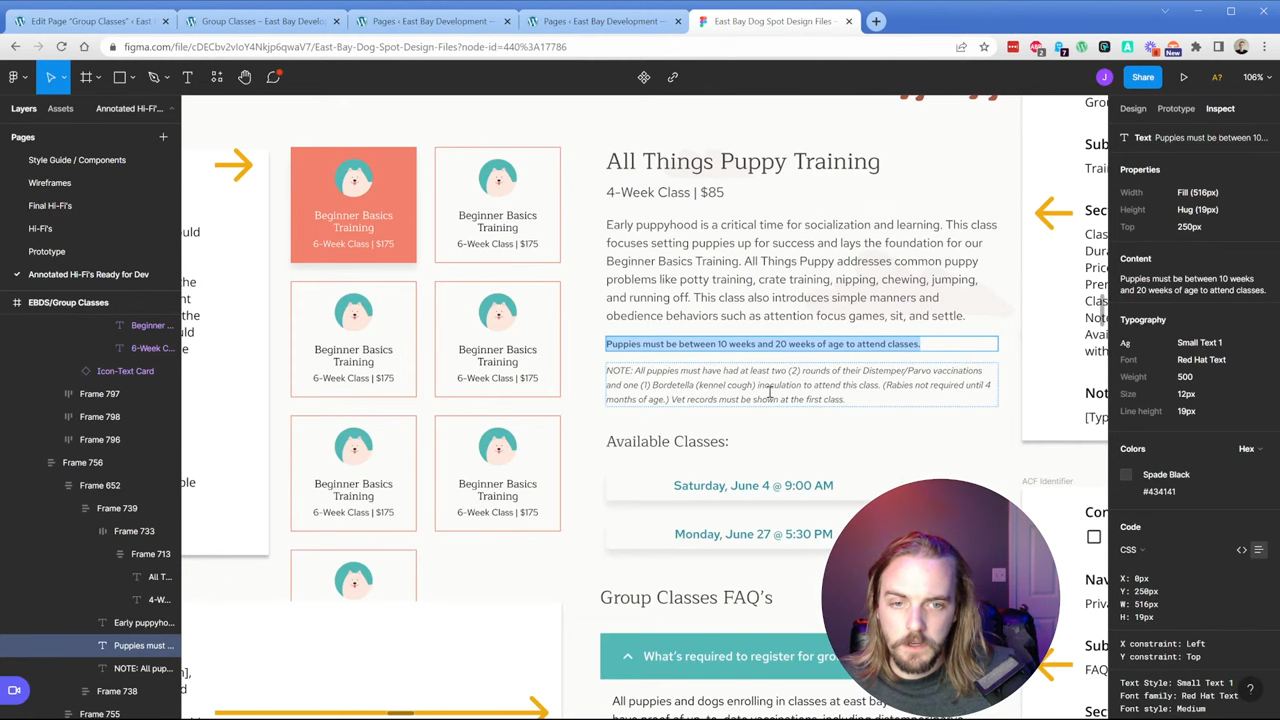 Edit Page "Group Classes" ‹ East
Group Classes – East Bay Develo
Pages ‹ East Bay Development —
Pages ‹ East Bay Development —
East Bay Dog Spot Design Files –
figma.com/file/cDECbv2vIoY4Nkjp6qwaV7/East-Bay-Dog-Spot-Design-Files?node-id=440%3A17786
New
J
Share
A?
106%
Layers
Assets
Annotated Hi-Fi'...
Pages
Style Guide / Components
Wireframes
Final Hi-Fi's
Hi-Fi's
Prototype
Annotated Hi-Fi's Ready for Dev
EBDS/Group Classes
Beginner ...
6-Week C...
Icon-Text Card
Frame 797
Frame 798
Frame 796
Frame 756
Frame 652
Frame 739
Frame 733
Frame 713
All T...
4-W...
Early puppyho...
Puppies must ...
NOTE: All pup...
Frame 738
Frame 755
Beginner Basics
Training
6-Week Class | $175
Beginner Basics
Training
6-Week Class | $175
Beginner Basics
Training
6-Week Class | $175
Beginner Basics
Training
6-Week Class | $175
Beginner Basics
Training
6-Week Class | $175
Beginner Basics
Training
6-Week Class | $175
All Things Puppy Training
4-Week Class | $85
Early puppyhood is a critical time for socialization and learning. This class
focuses setting puppies up for success and lays the foundation for our
Beginner Basics Training. All Things Puppy addresses common puppy
problems like potty training, crate training, nipping, chewing, jumping,
and running off. This class also introduces simple manners and
obedience behaviors such as attention focus games, sit, and settle.
Puppies must be between 10 weeks and 20 weeks of age to attend classes.
NOTE: All puppies must have had at least two (2) rounds of their Distemper/Parvo vaccinations
and one (1) Bordetella (kennel cough) inoculation to attend this class. (Rabies not required until 4
months of age.) Vet records must be shown at the first class.
Available Classes:
Saturday, June 4 @ 9:00 AM
Monday, June 27 @ 5:30 PM
Group Classes FAQ's
What's required to register for gro
All puppies and dogs enrolling in classes at east bay
ACF Identifier
Design
Prototype
Inspect
Text Puppies must be between 10...
Properties
Width Fill (516px)
Height Hug (19px)
Top 250px
Content
Puppies must be between 10 weeks
and 20 weeks of age to attend classes.
Typography
Ag Small Text 1
Font Red Hat Text
Weight 500
Size 12px
Line height 19px
Colors
Hex
Spade Black
#434141
Code
CSS
X: 0px
Y: 250px
W: 516px
H: 19px
X constraint: Left
Y constraint: Top
Text Style: Small Text 1
Font family: Red Hat Text
Font style: Medium
?